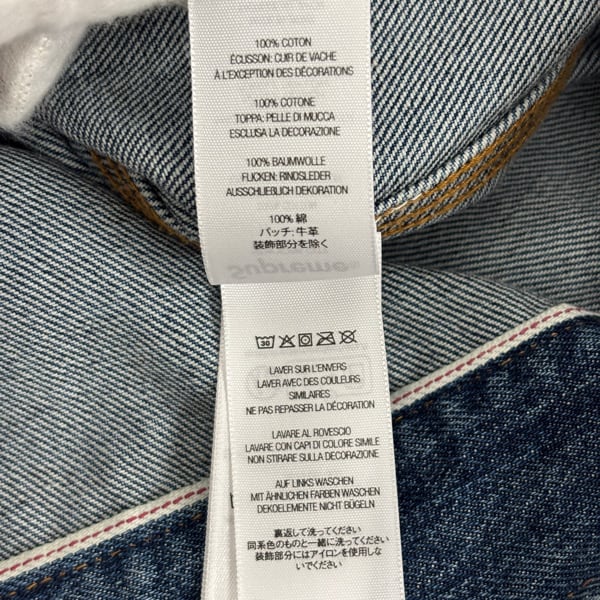 100% COTON
ÉCUSSON: CUIR DE VACHE
À L'EXCEPTION DES DÉCORATIONS
100% COTONE
TOPPA: PELLE DI MUCCA
ESCLUSA LA DECORAZIONE
100% BAUMWOLLE
FLICKEN: RINDSLEDER
AUSSCHLIEßLICH DEKORATION
100% 綿
パッチ: 牛革
装飾部分を除く
Supreme
30
LAVER SUR L'ENVERS
LAVER AVEC DES COULEURS
SIMILAIRES
NE PAS REPASSER LA DÉCORATION
LAVARE AL ROVESCIO
LAVARE CON CAPI DI COLORE SIMILE
NON STIRARE SULLA DECORAZIONE
AUF LINKS WASCHEN
MIT ÄHNLICHEN FARBEN WASCHEN
DEKOELEMENTE NICHT BÜGELN
裏返して洗ってください
同系色のものと一緒に洗ってください
装飾部分にはアイロンを使用しな
いでください